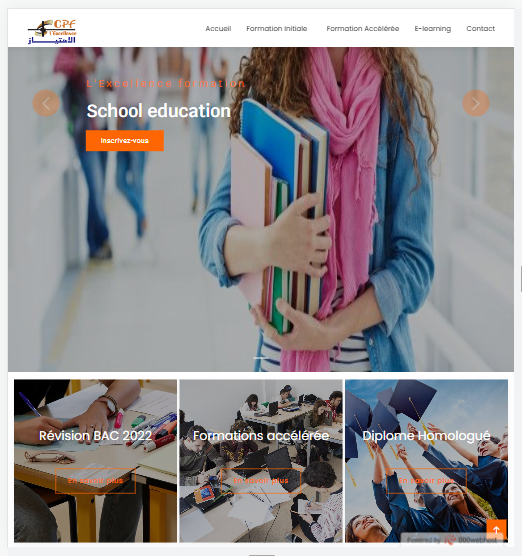 CPF
L'Excellence
الامتياز
Accueil Formation Initiale Formation Accélérée E-learning Contact
L'Excellence formation
School education
Inscrivez-vous
Révision BAC 2022 Formations accélérée Diplome Homologué
En savoir plus En savoir plus En savoir plus
Powered by 000webhost